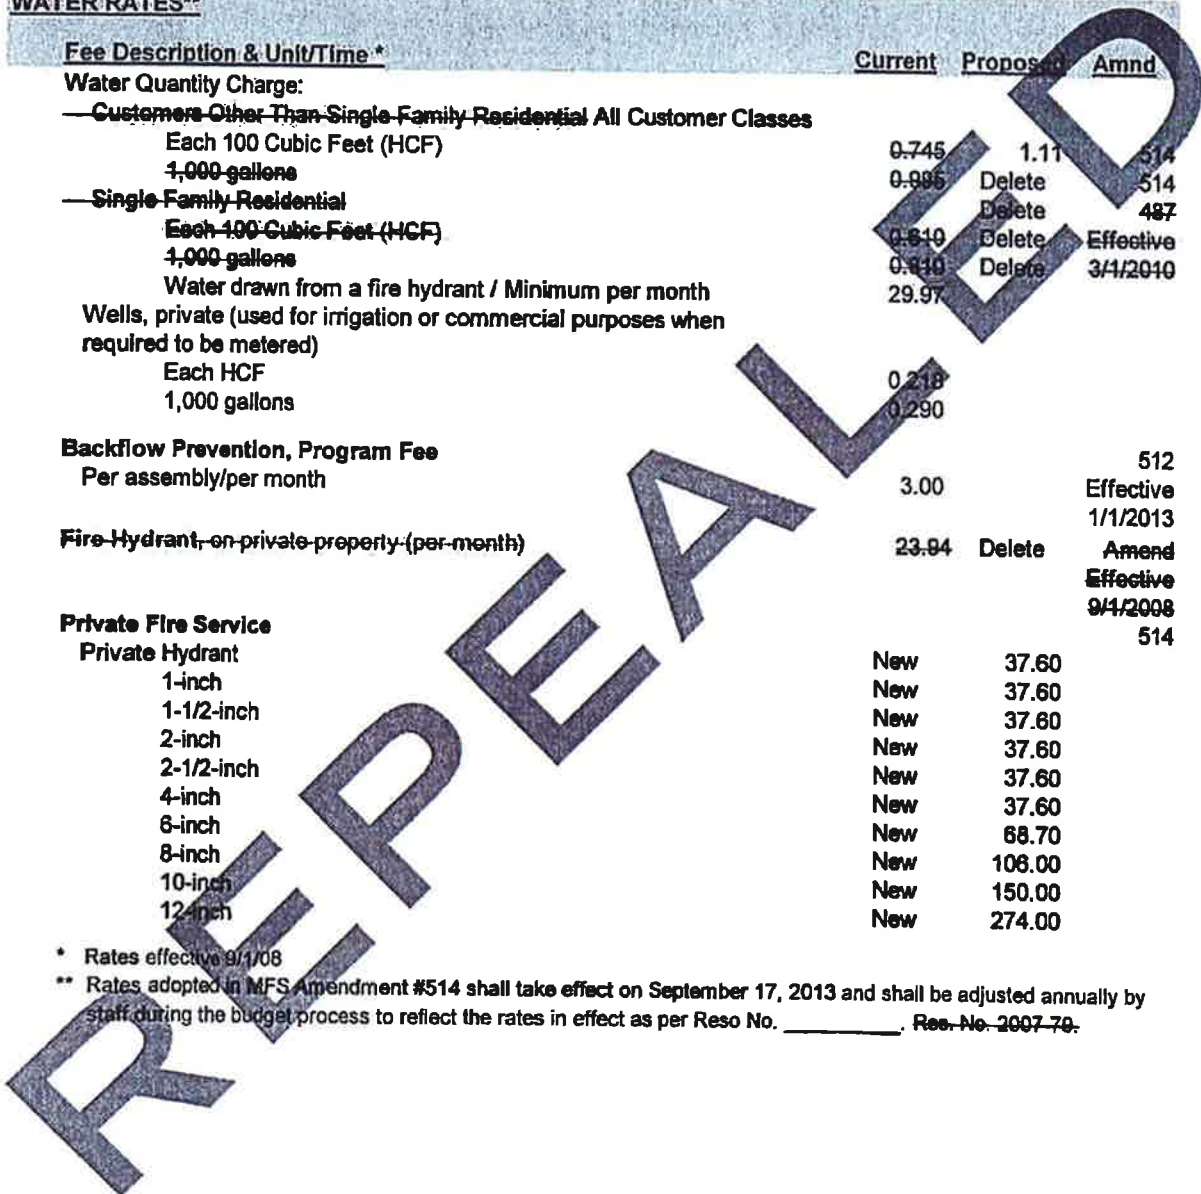 WATER RATES**
Fee Description & Unit/Time * Current Proposed Amnd
Water Quantity Charge:
Customers Other Than Single Family Residential All Customer Classes
Each 100 Cubic Feet (HCF) 0.745 1.11 514
1,000 gallons 0.995 Delete 514
Single Family Residential Delete 487
Each 100 Cubic Feet (HCF) 0.610 Delete Effective
1,000 gallons 0.810 Delete 3/1/2010
Water drawn from a fire hydrant / Minimum per month 29.97
Wells, private (used for irrigation or commercial purposes when
required to be metered)
Each HCF 0.218
1,000 gallons 0.290
Backflow Prevention, Program Fee 512
Per assembly/per month 3.00 Effective
1/1/2013
Fire Hydrant, on private property (per month) 23.94 Delete Amend
Effective
9/1/2008
Private Fire Service 514
Private Hydrant New 37.60
1-inch New 37.60
1-1/2-inch New 37.60
2-inch New 37.60
2-1/2-inch New 37.60
4-inch New 37.60
6-inch New 68.70
8-inch New 106.00
10-inch New 150.00
12-inch New 274.00
* Rates effective 9/1/08
** Rates adopted in MFS Amendment #514 shall take effect on September 17, 2013 and shall be adjusted annually by
staff during the budget process to reflect the rates in effect as per Reso No. __________. Res. No. 2007-79.
REPEALED